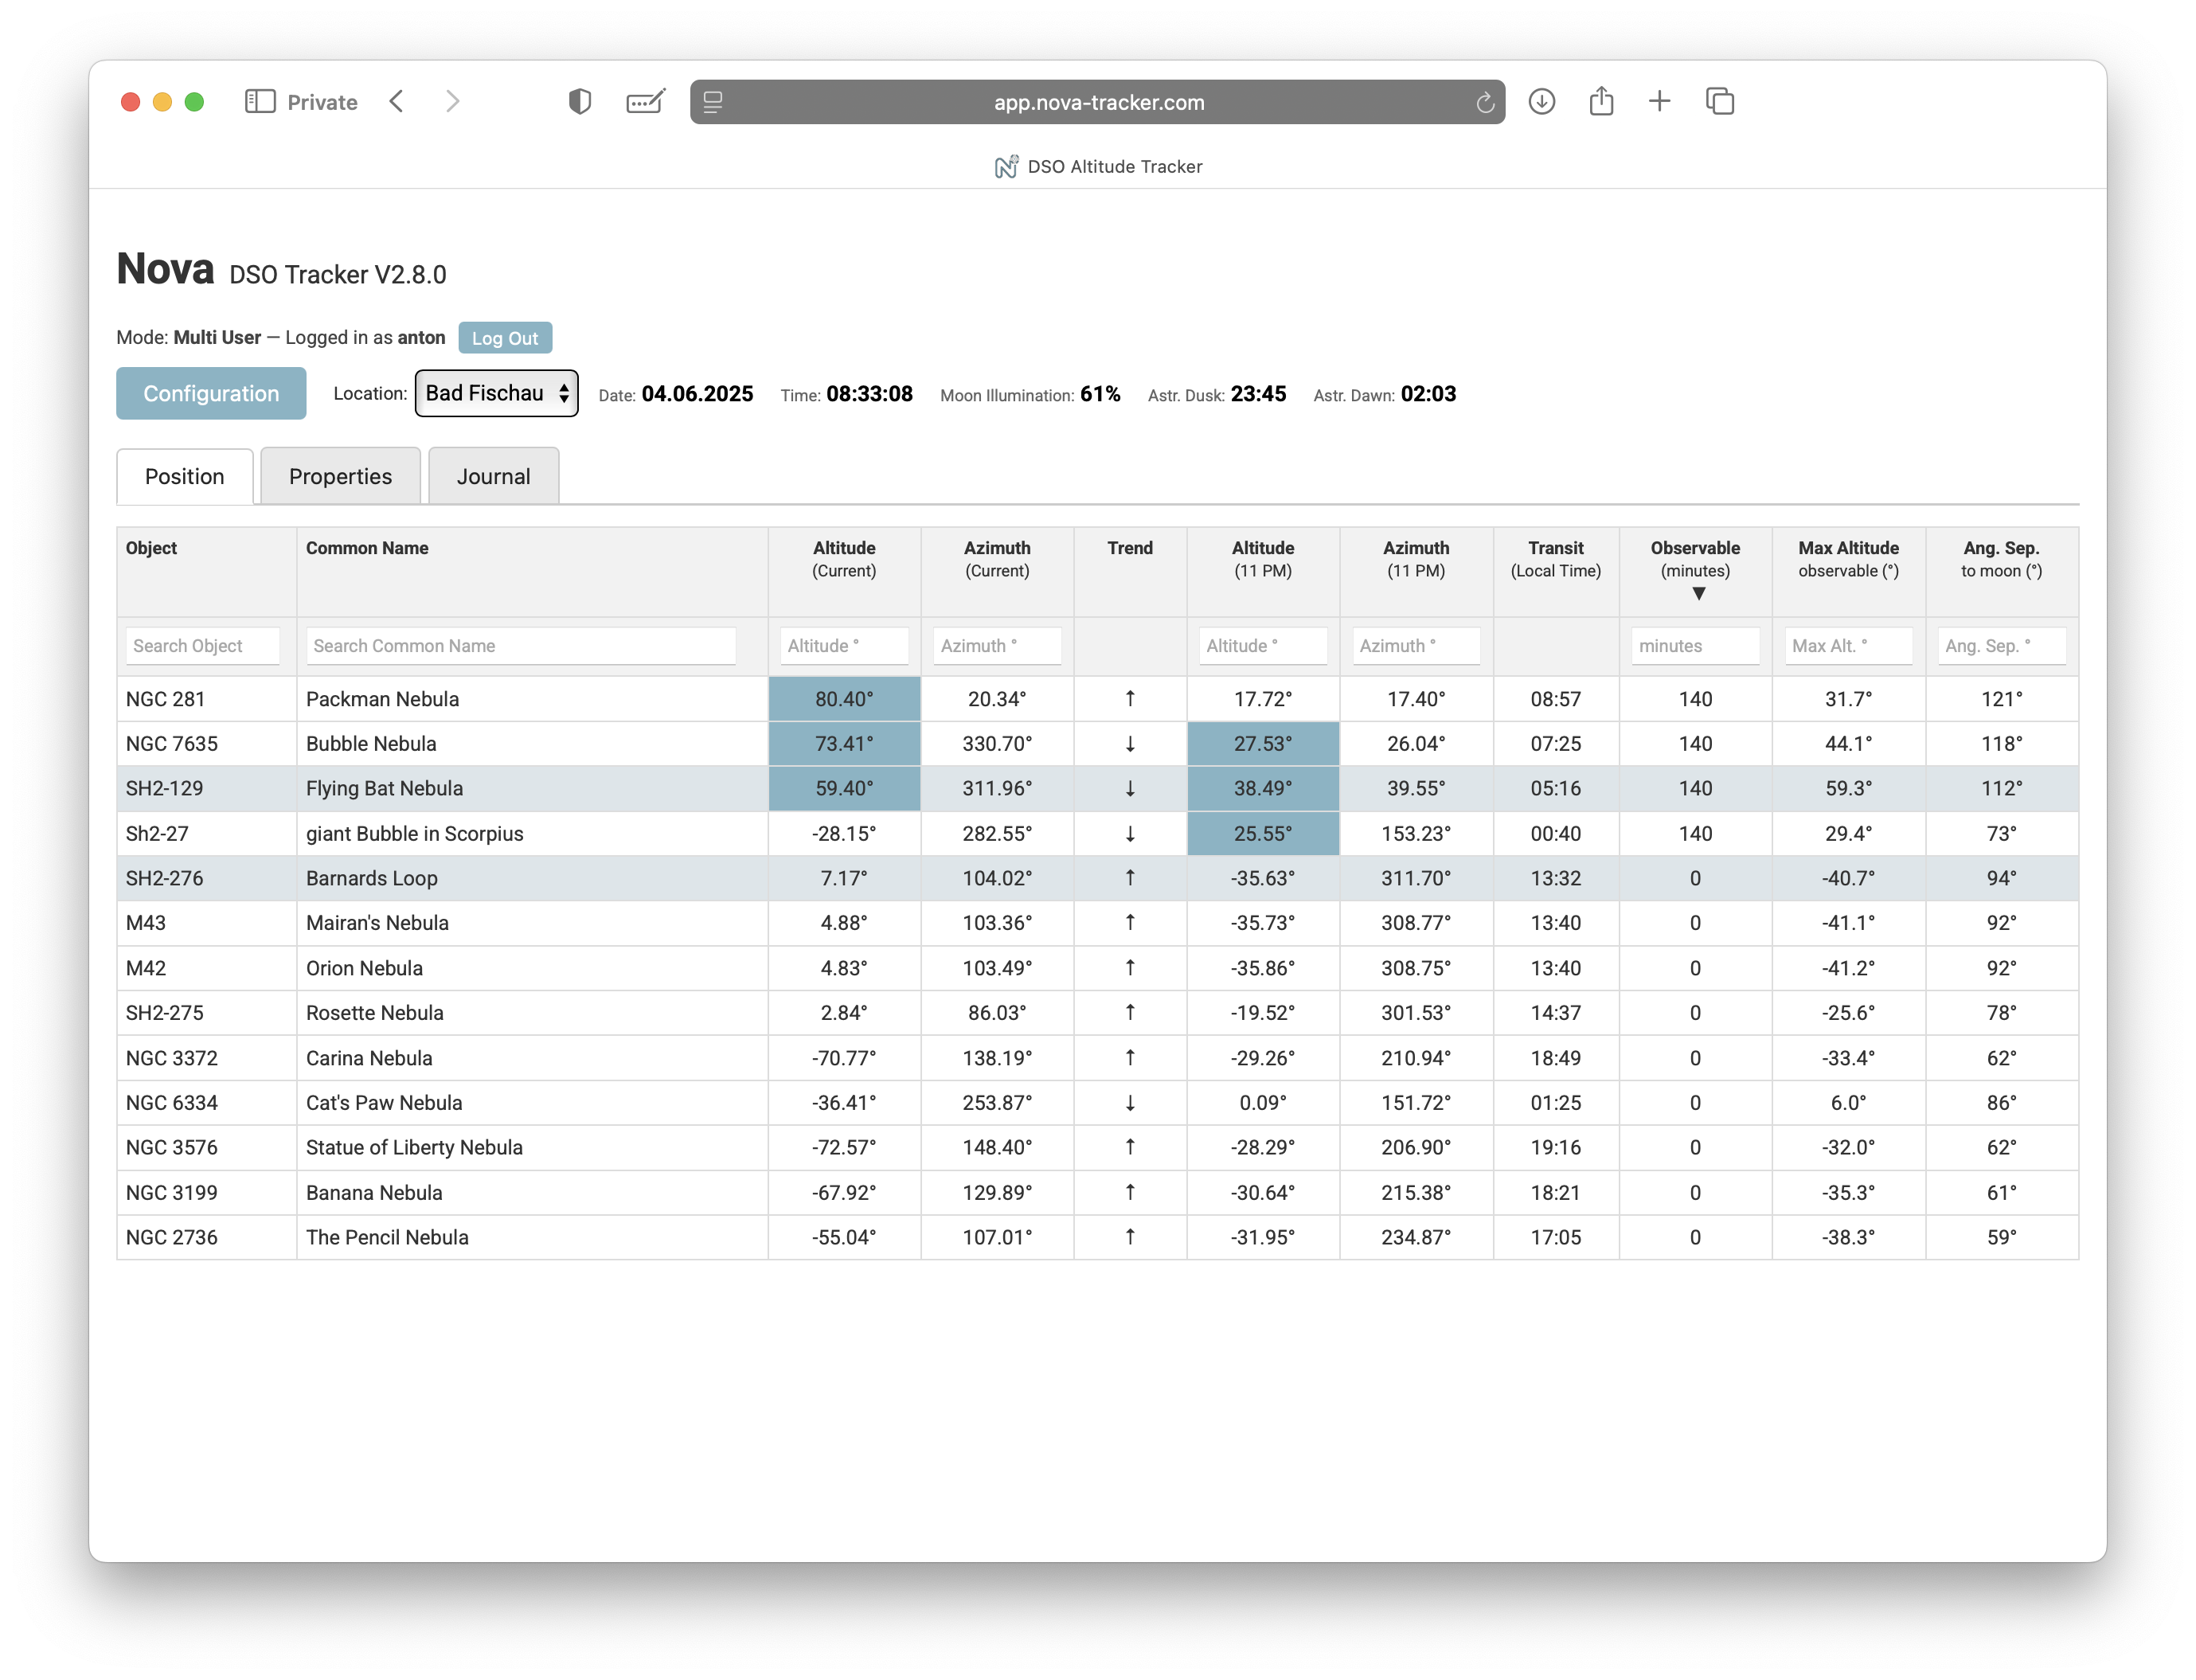 Private
app.nova-tracker.com
DSO Altitude Tracker
Nova DSO Tracker V2.8.0
Mode: Multi User — Logged in as anton Log Out
Configuration Location: Bad Fischau Date: 04.06.2025 Time: 08:33:08 Moon Illumination: 61% Astr. Dusk: 23:45 Astr. Dawn: 02:03
Position Properties Journal
Object Common Name Altitude Azimuth Trend Altitude Azimuth Transit Observable Max Altitude Ang. Sep.
(Current) (Current) (11 PM) (11 PM) (Local Time) (minutes) observable (°) to moon (°)
▼
Search Object Search Common Name Altitude ° Azimuth ° Altitude ° Azimuth ° minutes Max Alt. ° Ang. Sep. °
NGC 281 Packman Nebula 80.40° 20.34° ↑ 17.72° 17.40° 08:57 140 31.7° 121°
NGC 7635 Bubble Nebula 73.41° 330.70° ↓ 27.53° 26.04° 07:25 140 44.1° 118°
SH2-129 Flying Bat Nebula 59.40° 311.96° ↓ 38.49° 39.55° 05:16 140 59.3° 112°
Sh2-27 giant Bubble in Scorpius -28.15° 282.55° ↓ 25.55° 153.23° 00:40 140 29.4° 73°
SH2-276 Barnards Loop 7.17° 104.02° ↑ -35.63° 311.70° 13:32 0 -40.7° 94°
M43 Mairan's Nebula 4.88° 103.36° ↑ -35.73° 308.77° 13:40 0 -41.1° 92°
M42 Orion Nebula 4.83° 103.49° ↑ -35.86° 308.75° 13:40 0 -41.2° 92°
SH2-275 Rosette Nebula 2.84° 86.03° ↑ -19.52° 301.53° 14:37 0 -25.6° 78°
NGC 3372 Carina Nebula -70.77° 138.19° ↑ -29.26° 210.94° 18:49 0 -33.4° 62°
NGC 6334 Cat's Paw Nebula -36.41° 253.87° ↓ 0.09° 151.72° 01:25 0 6.0° 86°
NGC 3576 Statue of Liberty Nebula -72.57° 148.40° ↑ -28.29° 206.90° 19:16 0 -32.0° 62°
NGC 3199 Banana Nebula -67.92° 129.89° ↑ -30.64° 215.38° 18:21 0 -35.3° 61°
NGC 2736 The Pencil Nebula -55.04° 107.01° ↑ -31.95° 234.87° 17:05 0 -38.3° 59°